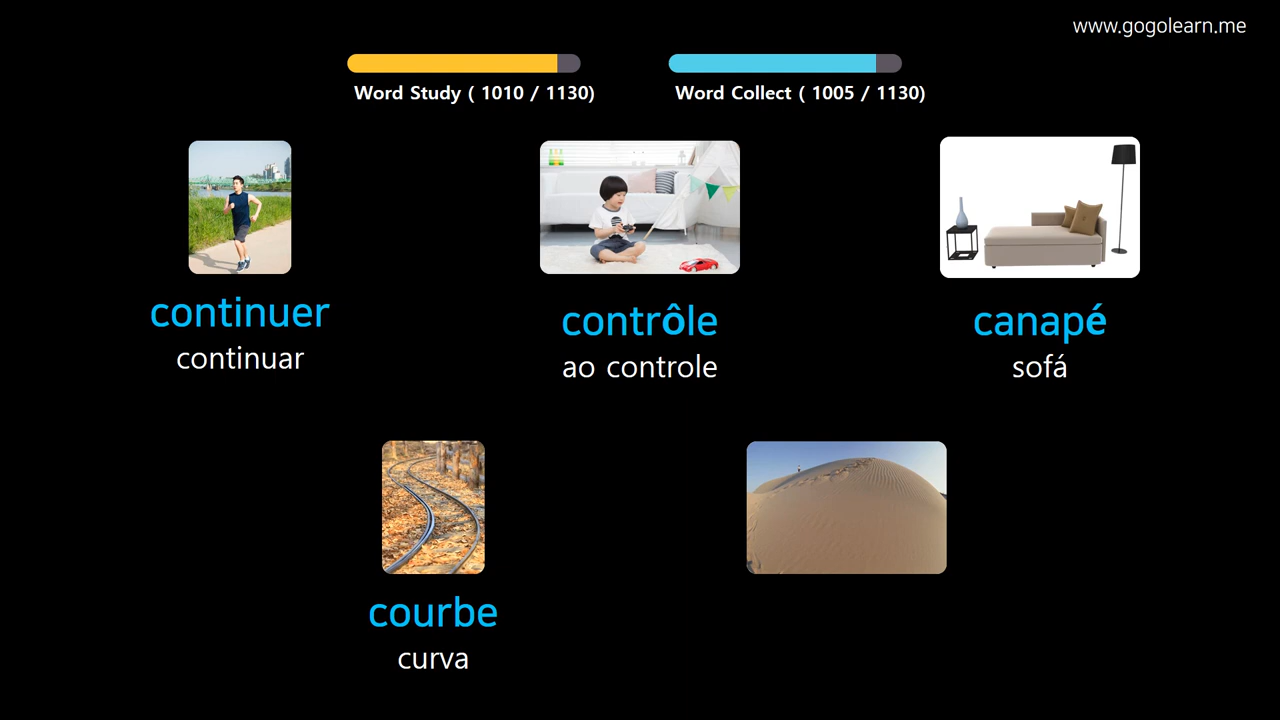 www.gogolearn.me
Word Study ( 1010 / 1130)
Word Collect ( 1005 / 1130)
continuer
continuar
contrôle
ao controle
canapé
sofá
courbe
curva